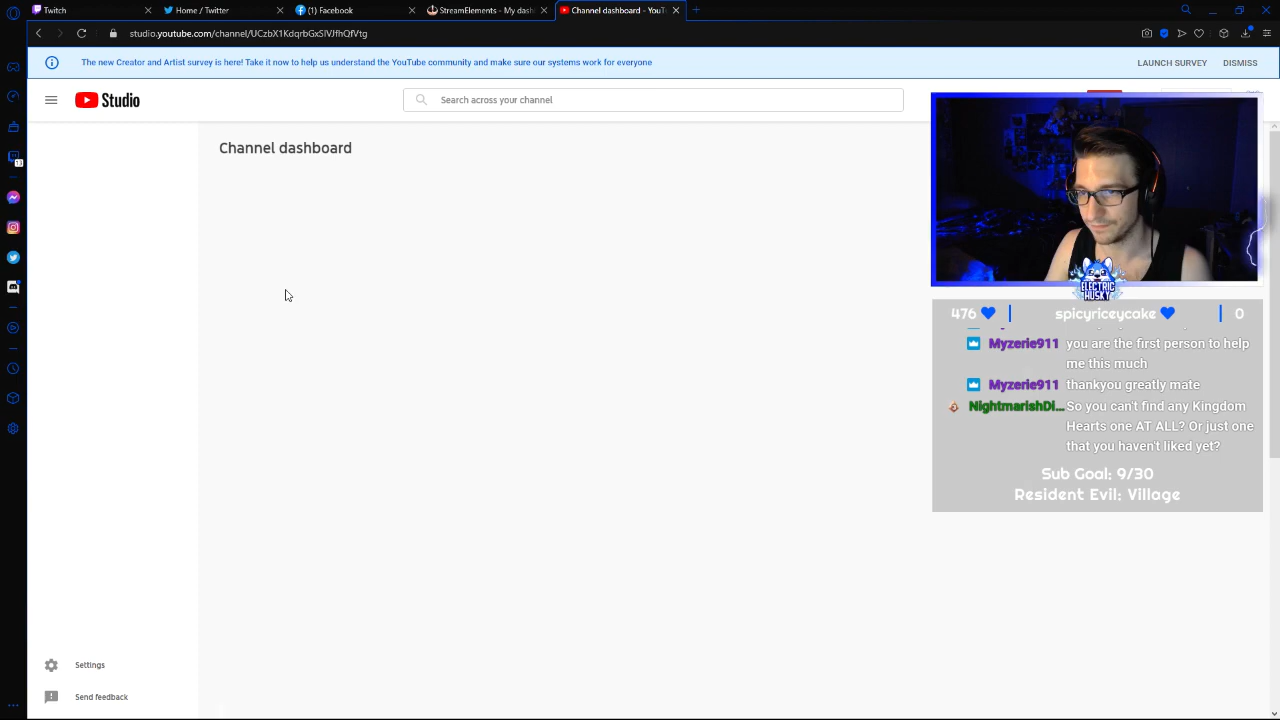 Twitch
Home / Twitter
(1) Facebook
StreamElements - My dash
Channel dashboard - YouT
studio.youtube.com/channel/UCzbX1KdqrbGxSIVJfhQfVtg
The new Creator and Artist survey is here! Take it now to help us understand the YouTube community and make sure our systems work for everyone
LAUNCH SURVEY
DISMISS
Studio
Search across your channel
Channel dashboard
ELECTRIC
HUSKY
476
spicyriceycake
0
Myzerie911 you are the first person to help
me this much
Myzerie911 thankyou greatly mate
NightmarishDi... So you can't find any Kingdom
Hearts one AT ALL? Or just one
that you haven't liked yet?
Sub Goal: 9/30
Resident Evil: Village
Settings
Send feedback